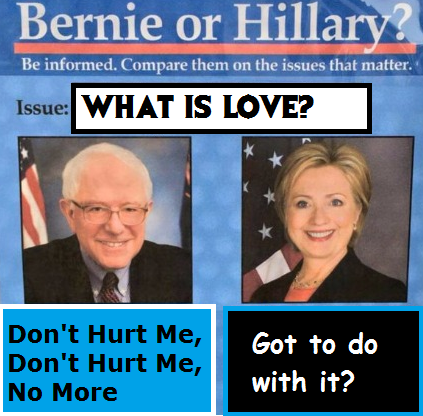 Bernie or Hillary?
Be informed. Compare them on the issues that matter.
Issue: WHAT IS LOVE?
Don't Hurt Me,
Don't Hurt Me,
No More
Got to do
with it?